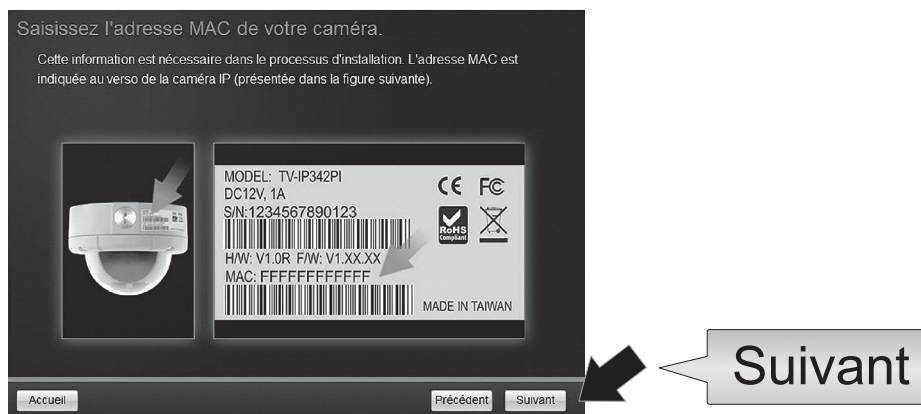 Saisissez l'adresse MAC de votre caméra.
Cette information est nécessaire dans le processus d'installation. L'adresse MAC est
indiquée au verso de la caméra IP (présentée dans la figure suivante).
MODEL: TV-IP342PI
DC12V, 1A
S/N:1234567890123
H/W: V1.0R F/W: V1.XX.XX
MAC: FFFFFFFFFFFF
CE FC
RoHS
Compliant
MADE IN TAIWAN
Accueil
Précédent
Suivant
Suivant